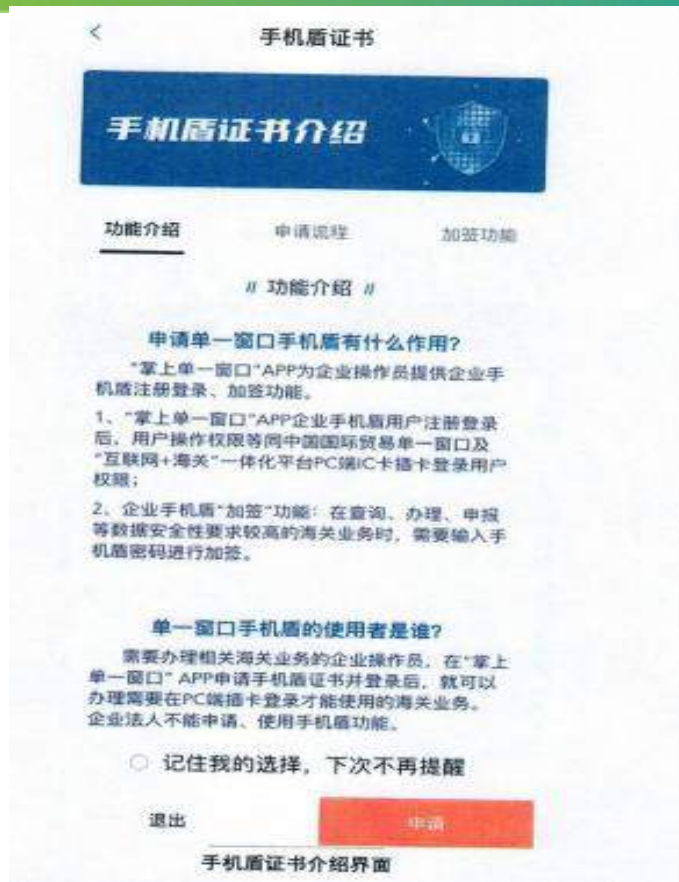 <
手机盾证书
手机盾证书介绍
功能介绍
申请流程
加签功能
// 功能介绍 //
申请单一窗口手机盾有什么作用?
"掌上单一窗口"APP为企业操作员提供企业手
机盾注册登录、加签功能。
1、"掌上单一窗口"APP企业手机盾用户注册登录
后，用户操作权限等同中国国际贸易单一窗口及
"互联网+海关"一体化平台PC端IC卡插卡登录用户
权限；
2、企业手机盾"加签"功能：在查询、办理、申报
等数据安全性要求较高的海关业务时，需要输入手
机盾密码进行加签。
单一窗口手机盾的使用者是谁?
需要办理相关海关业务的企业操作员，在"掌上
单一窗口" APP申请手机盾证书并登录后，就可以
办理需要在PC端插卡登录才能使用的海关业务。
企业法人不能申请、使用手机盾功能。
记住我的选择，下次不再提醒
退出
申请
手机盾证书介绍界面